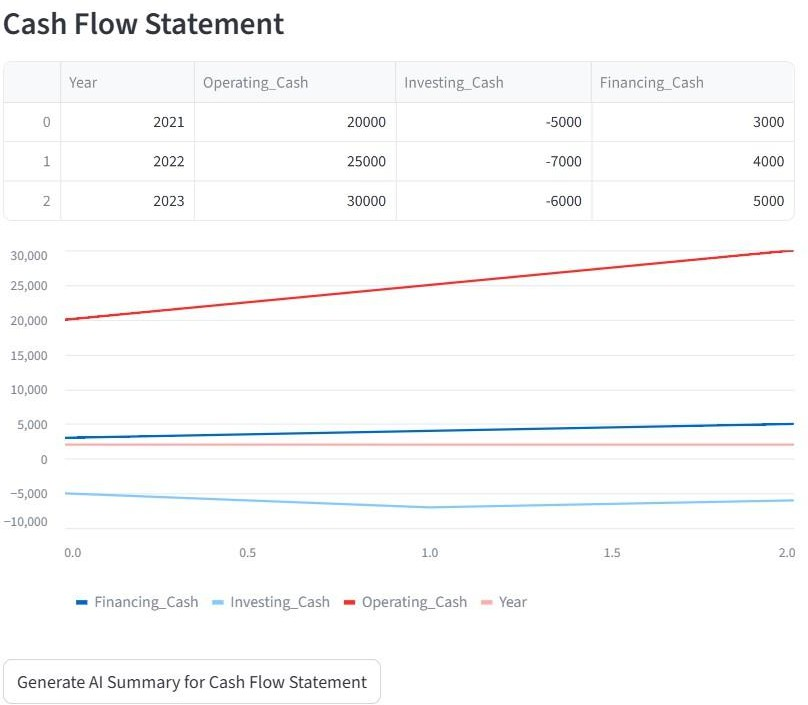 Cash Flow Statement
Year Operating_Cash Investing_Cash Financing_Cash
0 2021 20000 -5000 3000
1 2022 25000 -7000 4000
2 2023 30000 -6000 5000
30,000
25,000
20,000
15,000
10,000
5,000
0
−5,000
−10,000
0.0 0.5 1.0 1.5 2.0
Financing_Cash Investing_Cash Operating_Cash Year
Generate AI Summary for Cash Flow Statement